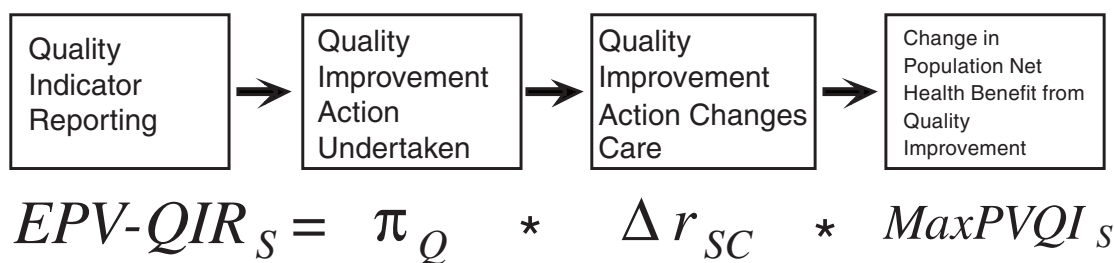 Quality
Indicator
Reporting
Quality
Improvement
Action
Undertaken
Quality
Improvement
Action Changes
Care
Change in
Population Net
Health Benefit from
Quality
Improvement
EPV-QIR_S = π_Q * Δ r_SC * MaxPVQI_S